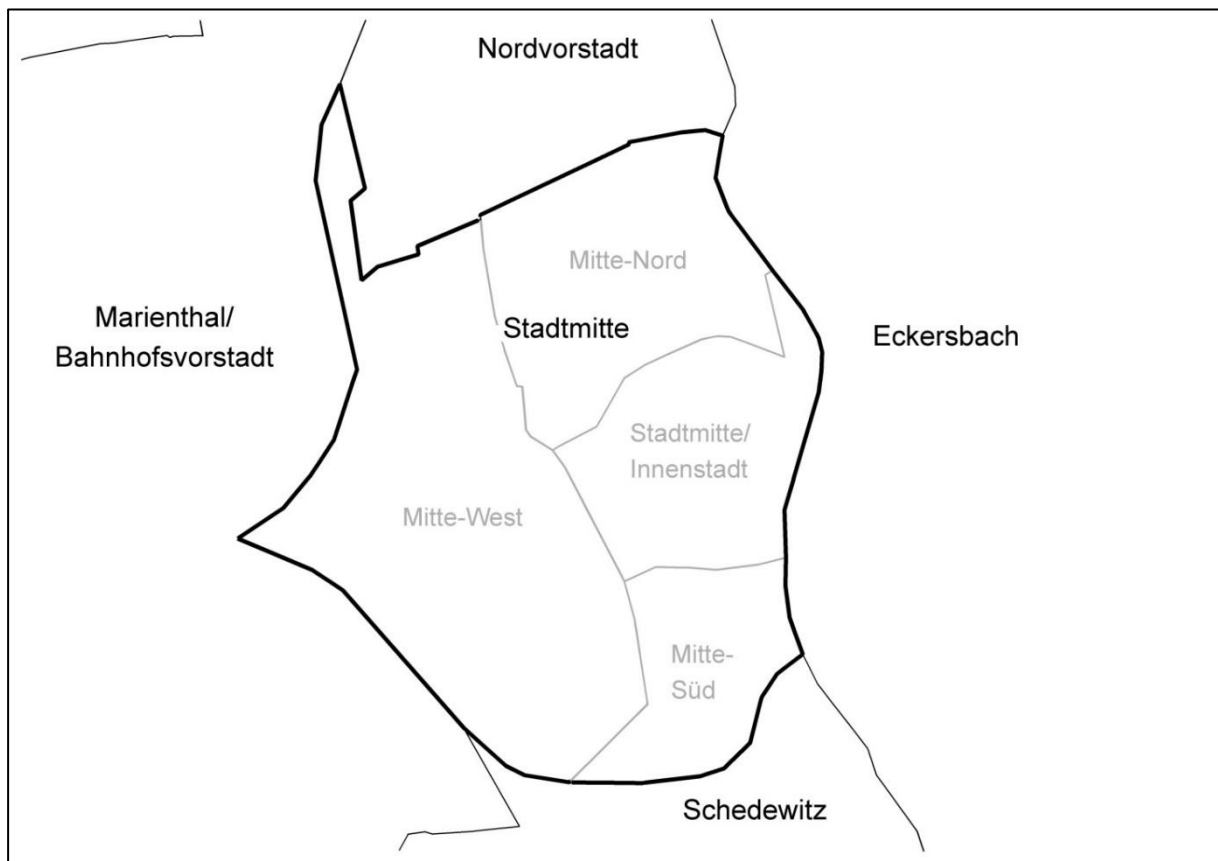 Nordvorstadt
Mitte-Nord
Marienthal/
Bahnhofsvorstadt
Stadtmitte
Eckersbach
Stadtmitte/
Innenstadt
Mitte-West
Mitte-
Süd
Schedewitz